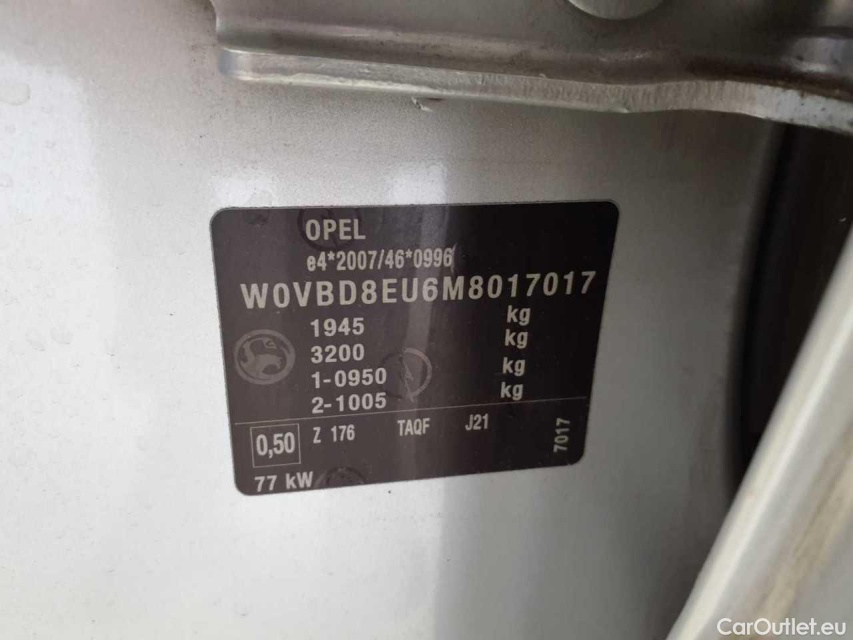 OPEL
e4*2007/46*0996
W0VBD8EU6M8017017
1945 kg
3200 kg
1-0950 kg
2-1005 kg
0,50 Z 176 TAQF J21 7017
77 kW
CarOutlet.eu